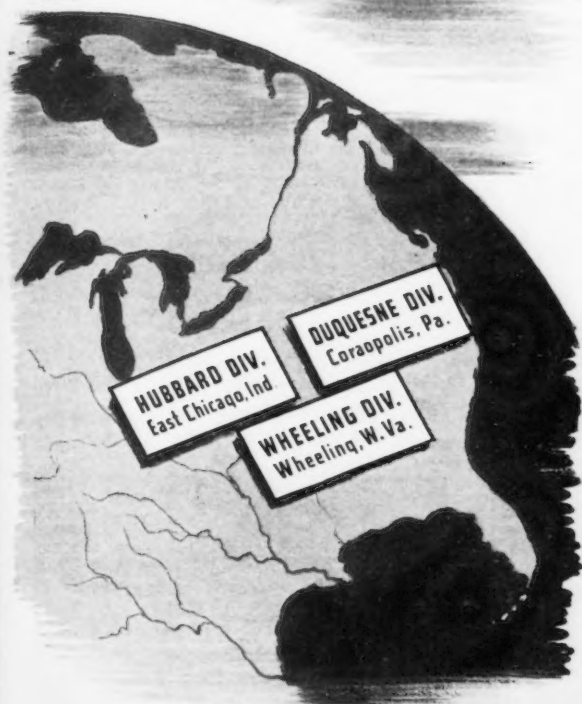 DUQUESNE DIV.
Coraopolis, Pa.
HUBBARD DIV.
East Chicago, Ind.
WHEELING DIV.
Wheeling, W. Va.